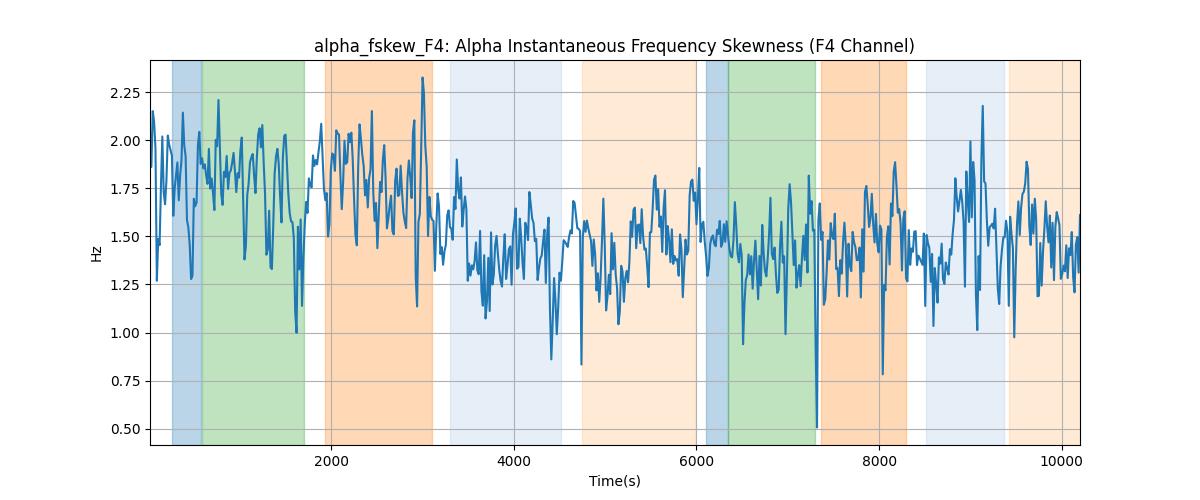 alpha_fskew_F4: Alpha Instantaneous Frequency Skewness (F4 Channel)
2.25
2.00
1.75
1.50
1.25
1.00
0.75
0.50
Hz
2000 4000 6000 8000 10000
Time(s)